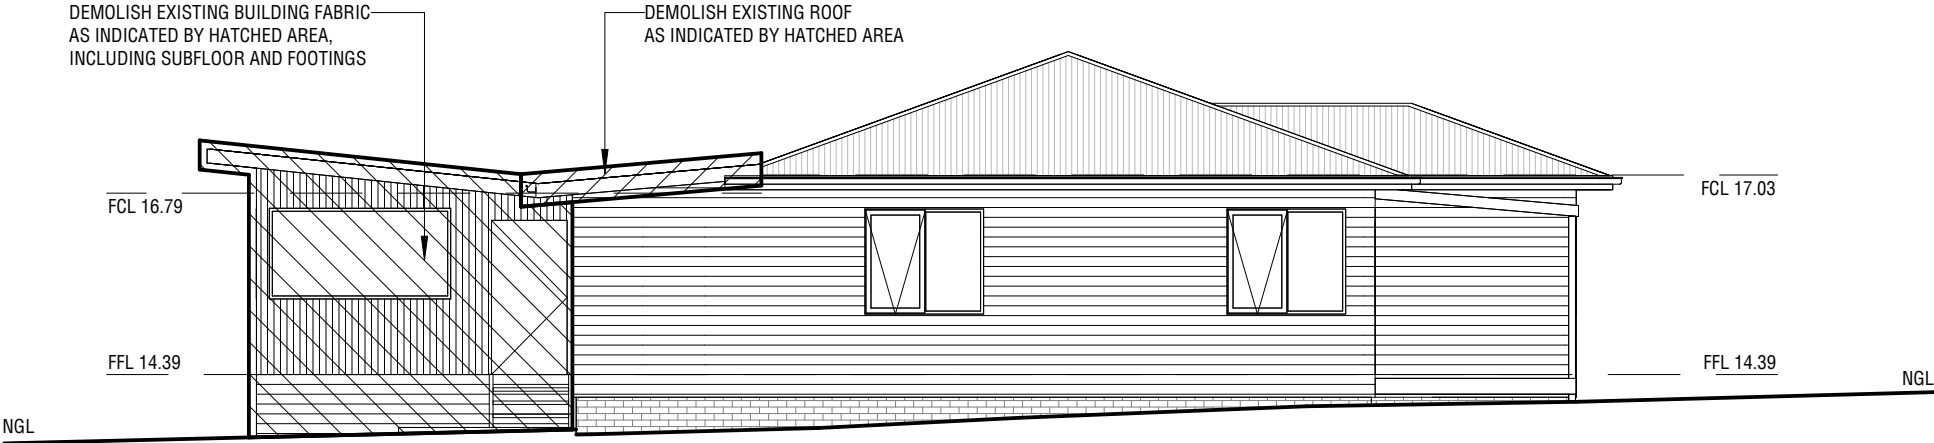 DEMOLISH EXISTING BUILDING FABRIC
AS INDICATED BY HATCHED AREA,
INCLUDING SUBFLOOR AND FOOTINGS
DEMOLISH EXISTING ROOF
AS INDICATED BY HATCHED AREA
FCL 16.79
FCL 17.03
FFL 14.39
FFL 14.39
NGL
NGL